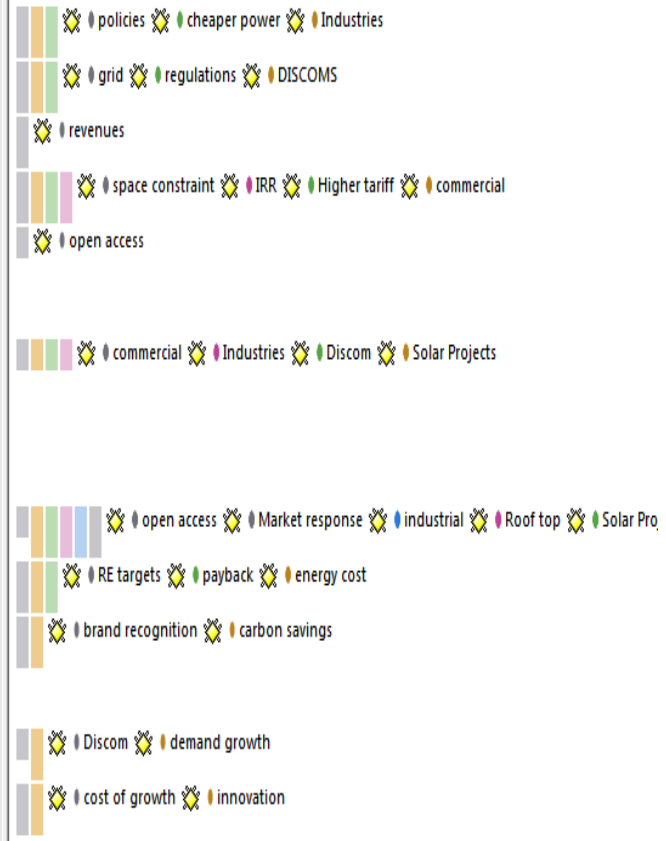 policies cheaper power Industries
grid regulations DISCOMS
revenues
space constraint IRR Higher tariff commercial
open access
commercial Industries Discom Solar Projects
open access Market response industrial Roof top Solar Proj
RE targets payback energy cost
brand recognition carbon savings
Discom demand growth
cost of growth innovation